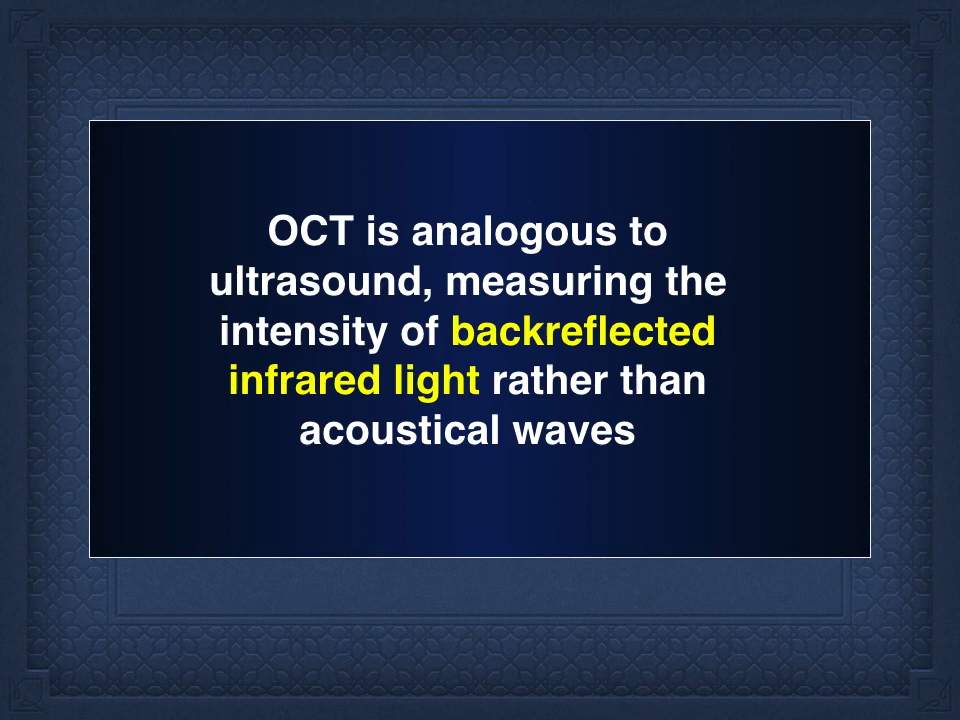 OCT is analogous to
ultrasound, measuring the
intensity of backreflected
infrared light rather than
acoustical waves